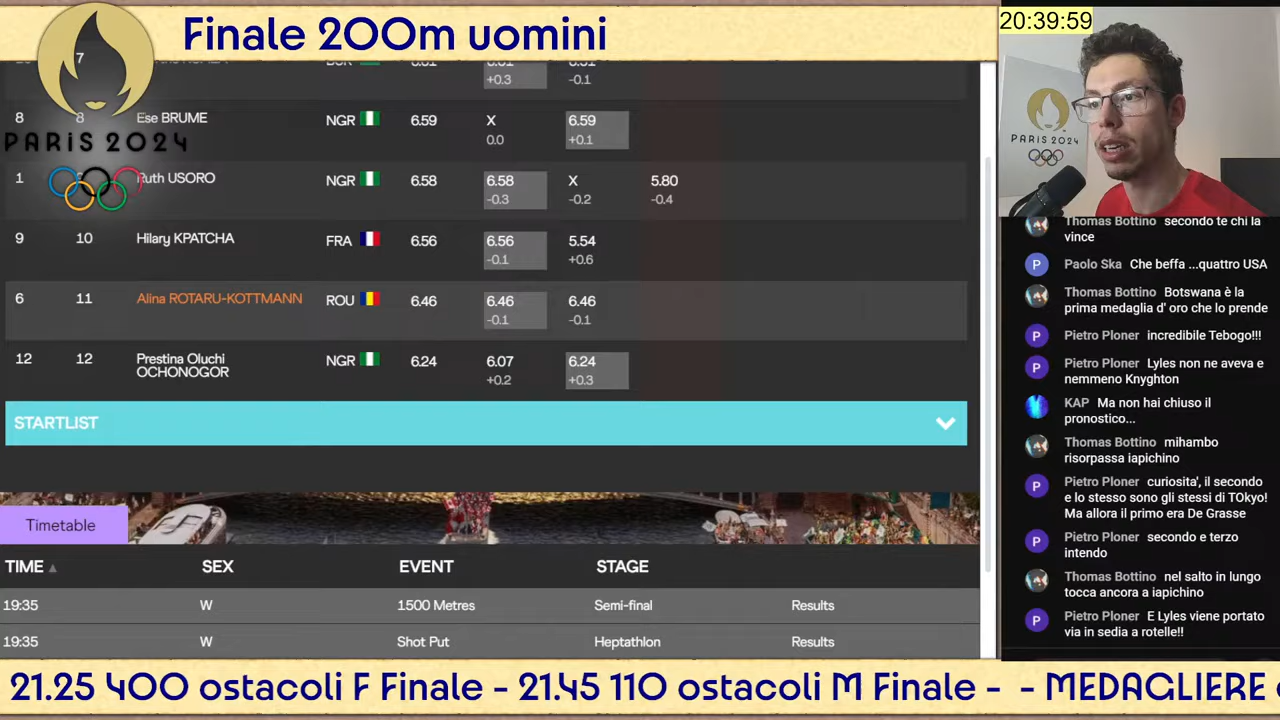 Finale 200m uomini
20:39:59
PARIS 2024
PARIS 2024
7
+0.3 -0.1
8 8 Ese BRUME NGR 6.59 X 6.59
0.0 +0.1
1 Ruth USORO NGR 6.58 6.58 X 5.80
-0.3 -0.2 -0.4
9 10 Hilary KPATCHA FRA 6.56 6.56 5.54
-0.1 +0.6
6 11 Alina ROTARU-KOTTMANN ROU 6.46 6.46 6.46
-0.1 -0.1
12 12 Prestina Oluchi NGR 6.24 6.07 6.24
OCHONOGOR +0.2 +0.3
STARTLIST
Timetable
TIME SEX EVENT STAGE
19:35 W 1500 Metres Semi-final Results
19:35 W Shot Put Heptathlon Results
Thomas Bottino secondo te chi la
vince
P Paolo Ska Che beffa ...quattro USA
Thomas Bottino Botswana è la
prima medaglia d' oro che lo prende
P Pietro Ploner incredibile Tebogo!!!
P Pietro Ploner Lyles non ne aveva e
nemmeno Knyghton
KAP Ma non hai chiuso il
pronostico...
Thomas Bottino mihambo
risorpassa iapichino
P Pietro Ploner curiosita', il secondo
e lo stesso sono gli stessi di TOkyo!
Ma allora il primo era De Grasse
P Pietro Ploner secondo e terzo
intendo
Thomas Bottino nel salto in lungo
tocca ancora a iapichino
P Pietro Ploner E Lyles viene portato
via in sedia a rotelle!!
21.25 400 ostacoli F Finale - 21.45 110 ostacoli M Finale - - MEDAGLIERE